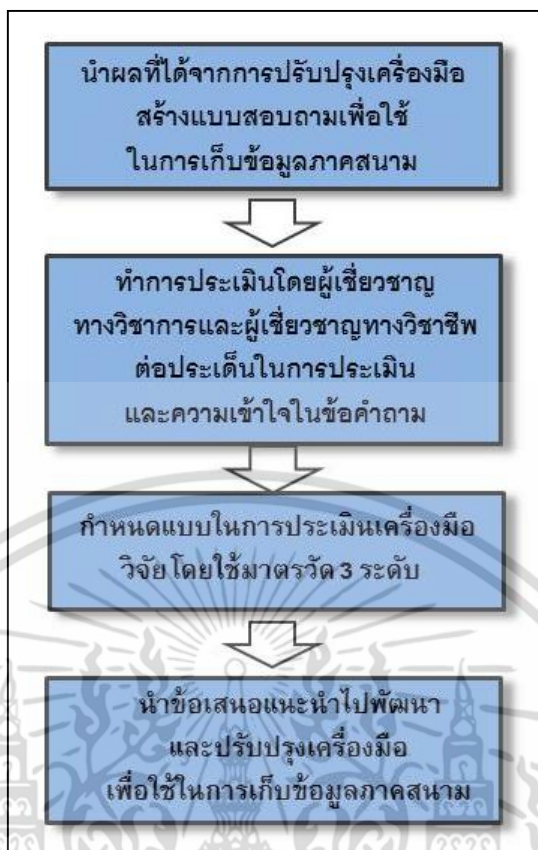 นำผลที่ได้จากการปรับปรุงเครื่องมือ
สร้างแบบสอบถามเพื่อใช้
ในการเก็บข้อมูลภาคสนาม
ทำการประเมินโดยผู้เชี่ยวชาญ
ทางวิชาการและผู้เชี่ยวชาญทางวิชาชีพ
ต่อประเด็นในการประเมิน
และความเข้าใจในข้อคำถาม
กำหนดแบบในการประเมินเครื่องมือ
วิจัย โดยใช้มาตรวัด 3 ระดับ
นำข้อเสนอแนะนำไปพัฒนา
และปรับปรุงเครื่องมือ
เพื่อใช้ในการเก็บข้อมูลภาคสนาม